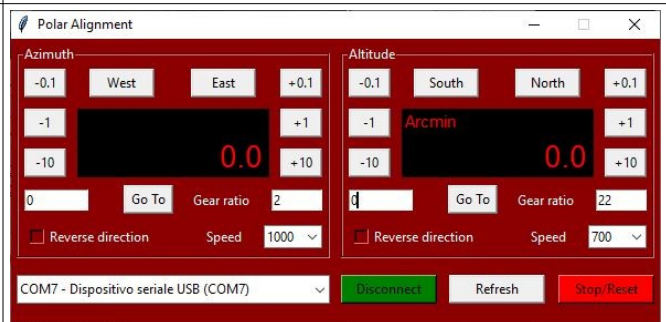 Polar Alignment
Azimuth
-0.1 West East +0.1
-1 +1
-10 0.0 +10
0 Go To Gear ratio 2
Reverse direction Speed 1000
Altitude
-0.1 South North +0.1
-1 Arcmin +1
-10 0.0 +10
0 Go To Gear ratio 22
Reverse direction Speed 700
COM7 - Dispositivo seriale USB (COM7) Disconnect Refresh Stop/Reset